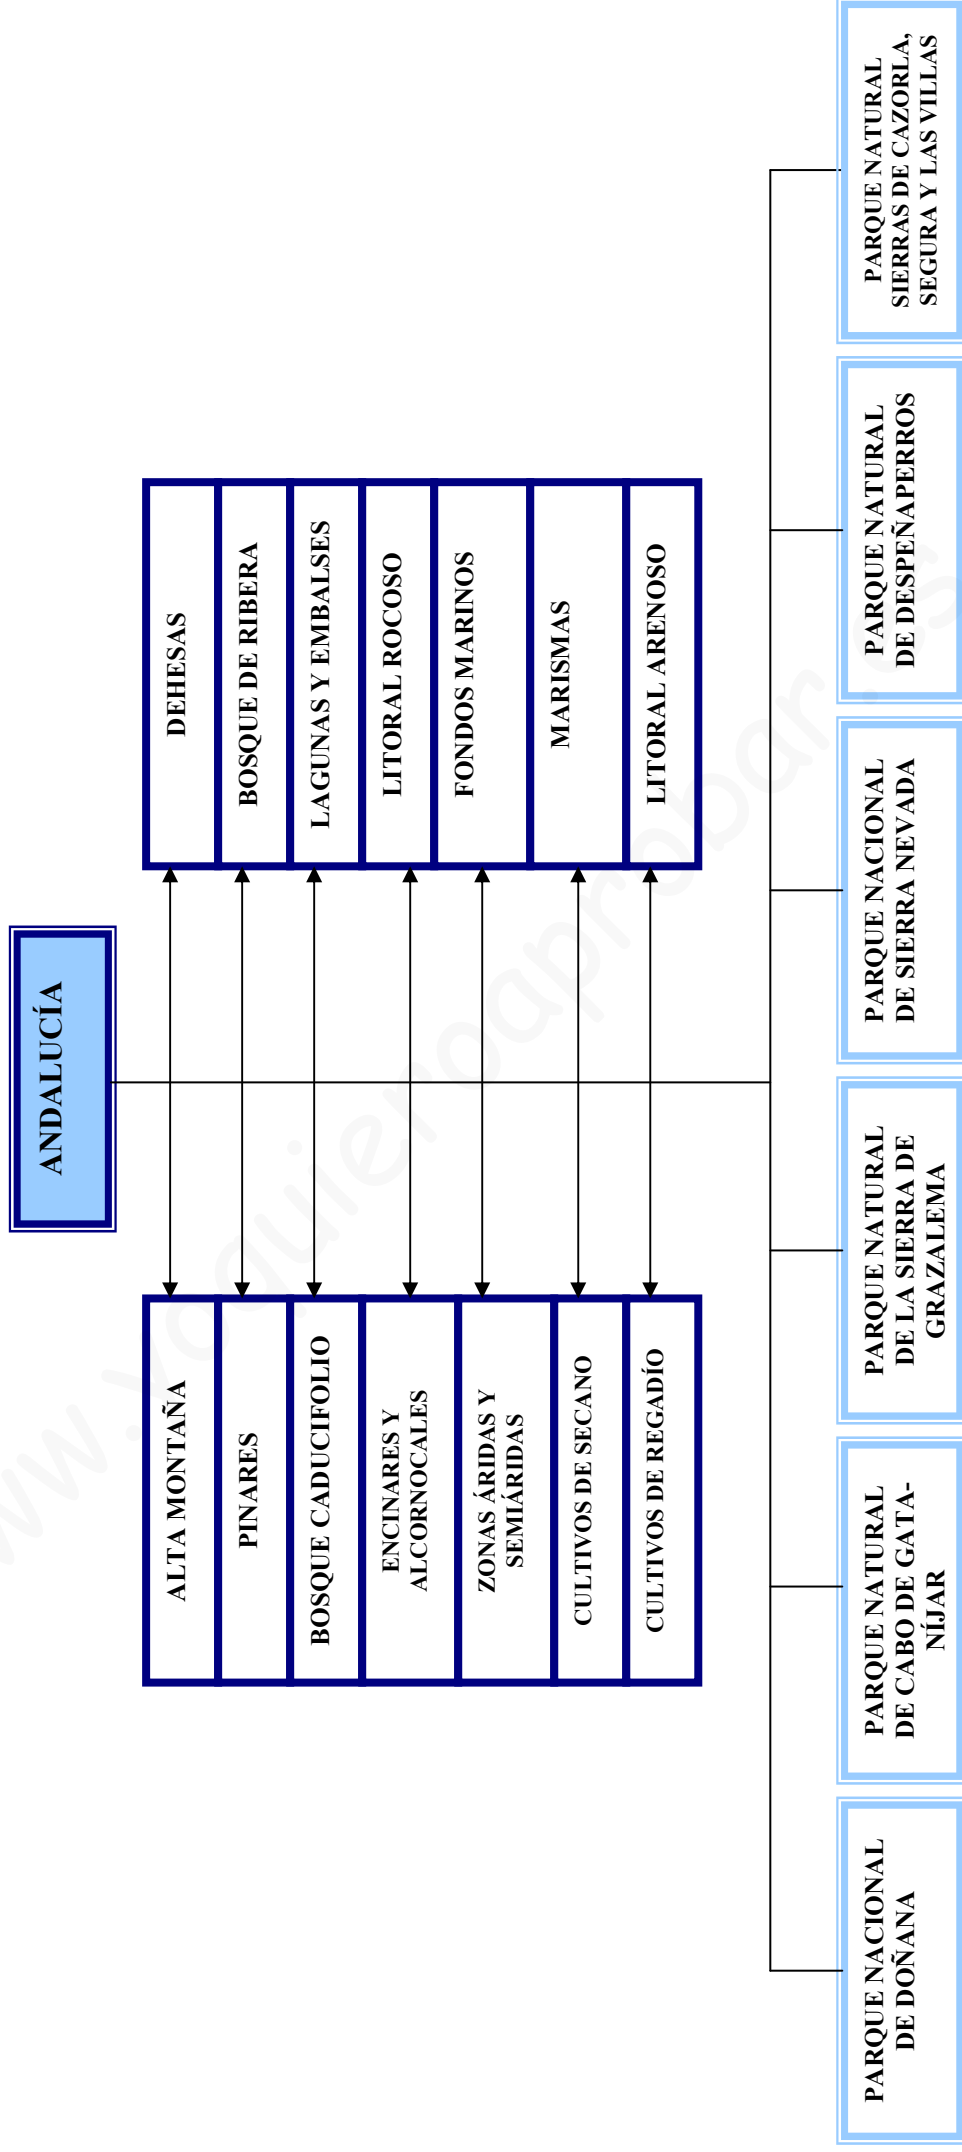 ANDALUCÍA
ALTA MONTAÑA
PINARES
BOSQUE CADUCIFOLIO
ENCINARES Y
ALCORNOCALES
ZONAS ÁRIDAS Y
SEMIÁRIDAS
CULTIVOS DE SECANO
CULTIVOS DE REGADÍO
DEHESAS
BOSQUE DE RIBERA
LAGUNAS Y EMBALSES
LITORAL ROCOSO
FONDOS MARINOS
MARISMAS
LITORAL ARENOSO
PARQUE NACIONAL
DE DOÑANA
PARQUE NATURAL
DE CABO DE GATA-
NÍJAR
PARQUE NATURAL
DE LA SIERRA DE
GRAZALEMA
PARQUE NACIONAL
DE SIERRA NEVADA
PARQUE NATURAL
DE DESPEÑAPERROS
PARQUE NATURAL
SIERRAS DE CAZORLA,
SEGURA Y LAS VILLAS
ww.yoquieroaprobar.es